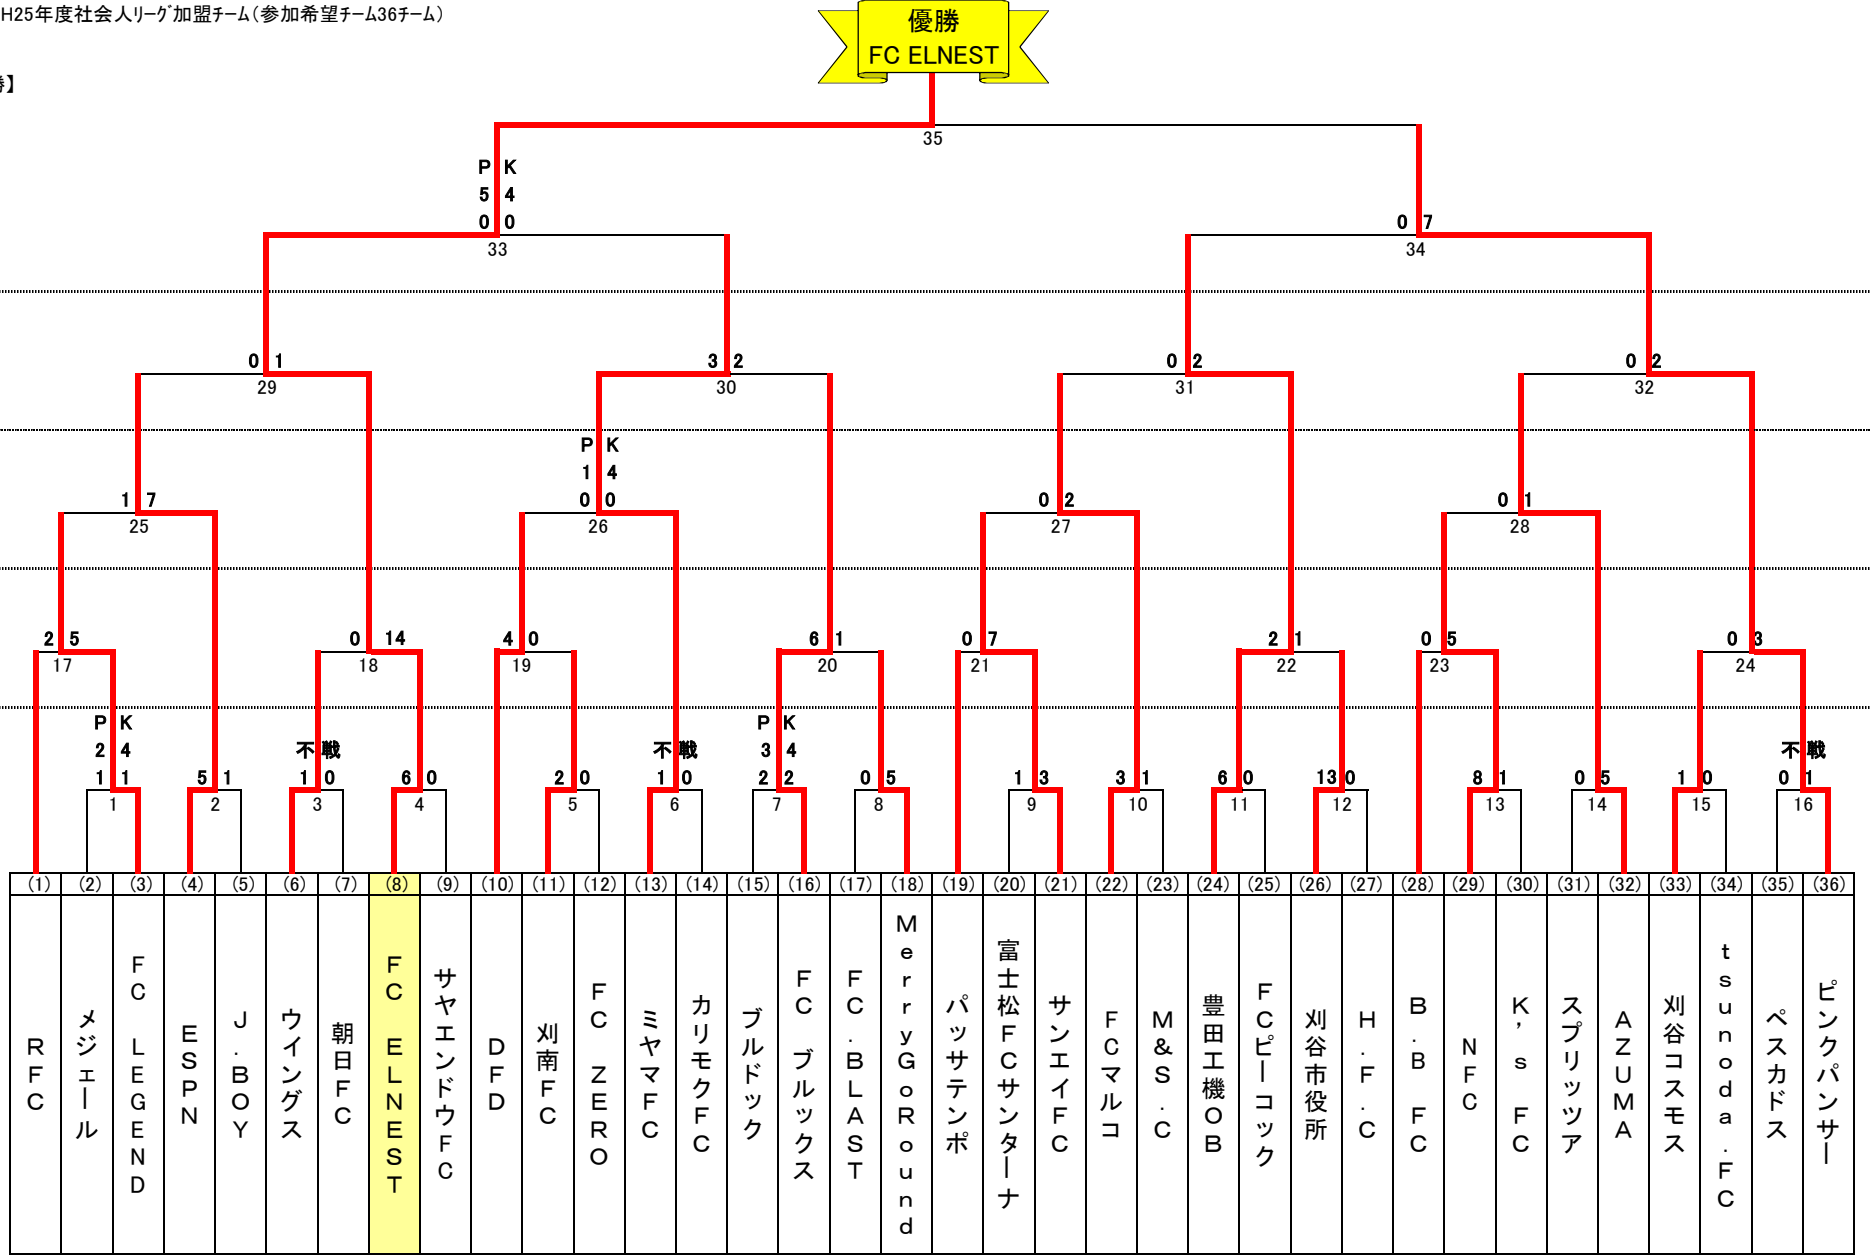 H25年度社会人ﾘｰｸﾞ加盟ﾁｰﾑ(参加希望ﾁｰﾑ36ﾁｰﾑ)
優勝
FC ELNEST
】
35
P K
5 4
0 0
33
0 7
34
0 1
29
3 2
30
0 2
31
0 2
32
1 7
25
P K
1 4
0 0
26
0 2
27
0 1
28
2 5
17
0 14
18
4 0
19
6 1
20
0 7
21
2 1
22
0 5
23
0 3
24
P K
2 4
1 1
1
5 1
2
不戦
1 0
3
6 0
4
2 0
5
不戦
1 0
6
P K
3 4
2 2
7
0 5
8
1 3
9
3 1
10
6 0
11
13 0
12
8 1
13
0 5
14
1 0
15
不戦
0 1
16
(1) (2) (3) (4) (5) (6) (7) (8) (9) (10) (11) (12) (13) (14) (15) (16) (17) (18) (19) (20) (21) (22) (23) (24) (25) (26) (27) (28) (29) (30) (31) (32) (33) (34) (35) (36)
RFC
メジェール
FC LEGEND
ESPN
J.BOY
ウイングス
朝日FC
FC ELNEST
サヤエンドウFC
DFD
刈南FC
FC ZERO
ミヤマFC
カリモクFC
ブルドック
FC ブルックス
FC.BLAST
MerryGoRound
パッサテンポ
富士松FCサンターナ
サンエイFC
FCマルコ
M&S.C
豊田工機OB
FCピーコック
刈谷市役所
H.F.C
B.B FC
NFC
K's FC
スプリッツア
AZUMA
刈谷コスモス
tsunoda.FC
ペスカドス
ピンクパンサー